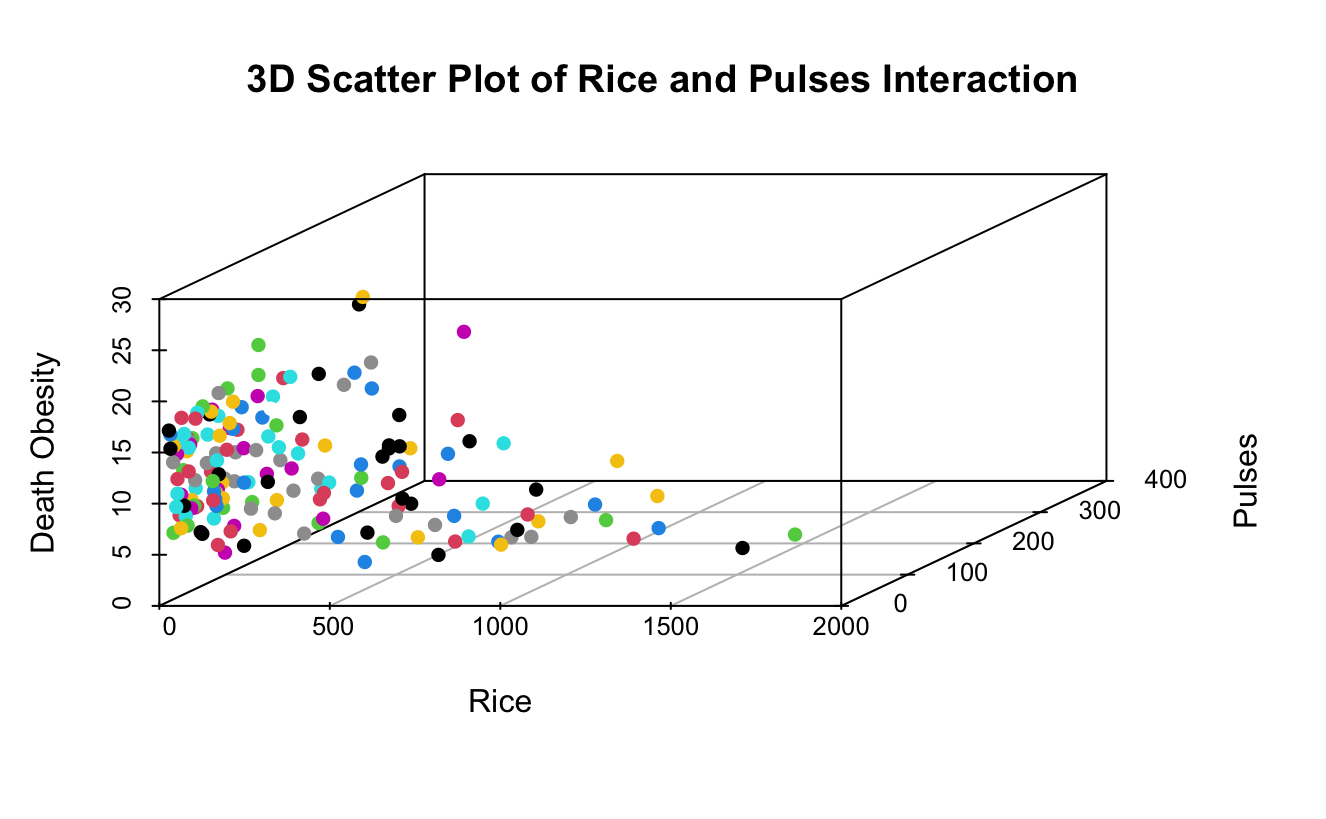 3D Scatter Plot of Rice and Pulses Interaction
Death Obesity
0 5 10 15 20 25 30
0 500 1000 1500 2000
Rice
0 100 200 300 400
Pulses